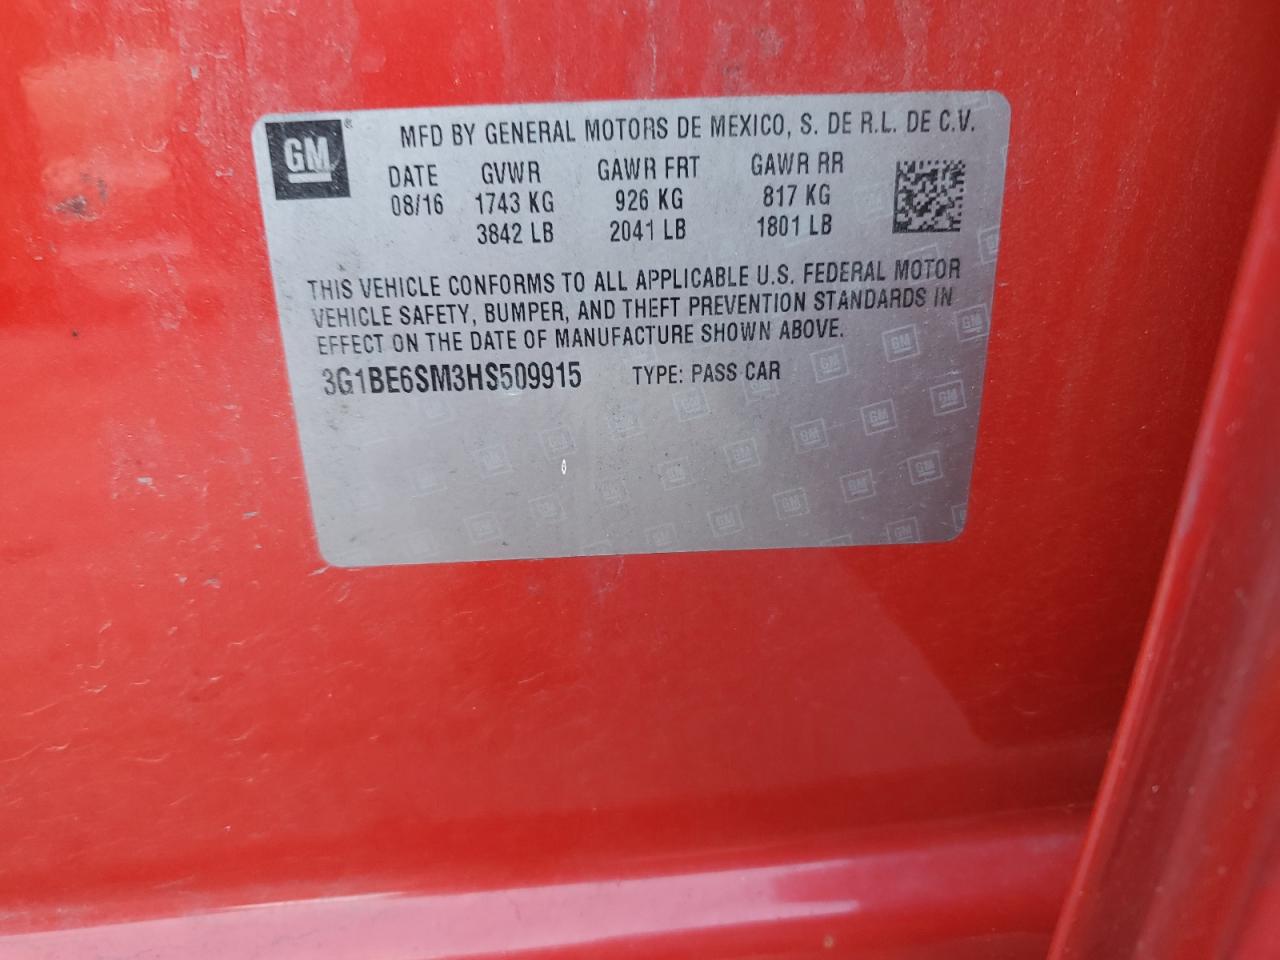 GM
MFD BY GENERAL MOTORS DE MEXICO, S. DE R.L. DE C.V.
DATE GVWR GAWR FRT GAWR RR
08/16 1743 KG 926 KG 817 KG
3842 LB 2041 LB 1801 LB
THIS VEHICLE CONFORMS TO ALL APPLICABLE U.S. FEDERAL MOTOR
VEHICLE SAFETY, BUMPER, AND THEFT PREVENTION STANDARDS IN
EFFECT ON THE DATE OF MANUFACTURE SHOWN ABOVE.
3G1BE6SM3HS509915 TYPE: PASS CAR